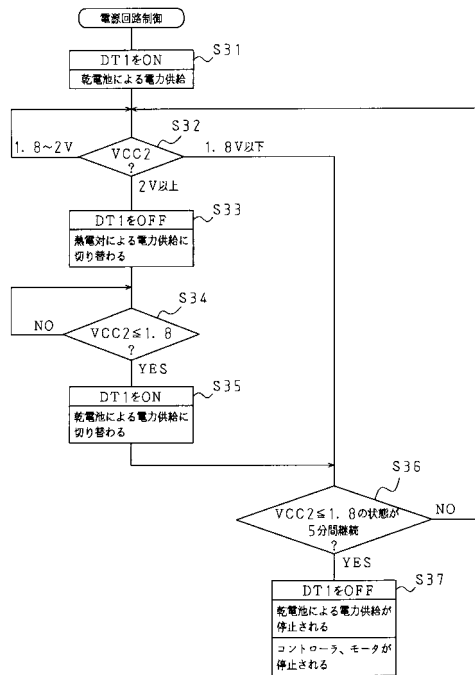 電源回路制御
S31
DT1をON
乾電池による電力供給
S32
1.8~2V
VCC2
?
1.8V以下
2V以上
S33
DT1をOFF
熱電対による電力供給に
切り替わる
S34
NO
VCC2≦1.8
?
YES
S35
DT1をON
乾電池による電力供給に
切り替わる
S36
VCC2≦1.8の状態が
5分間継続
?
NO
YES
S37
DT1をOFF
乾電池による電力供給が
停止される
コントローラ、モータが
停止される